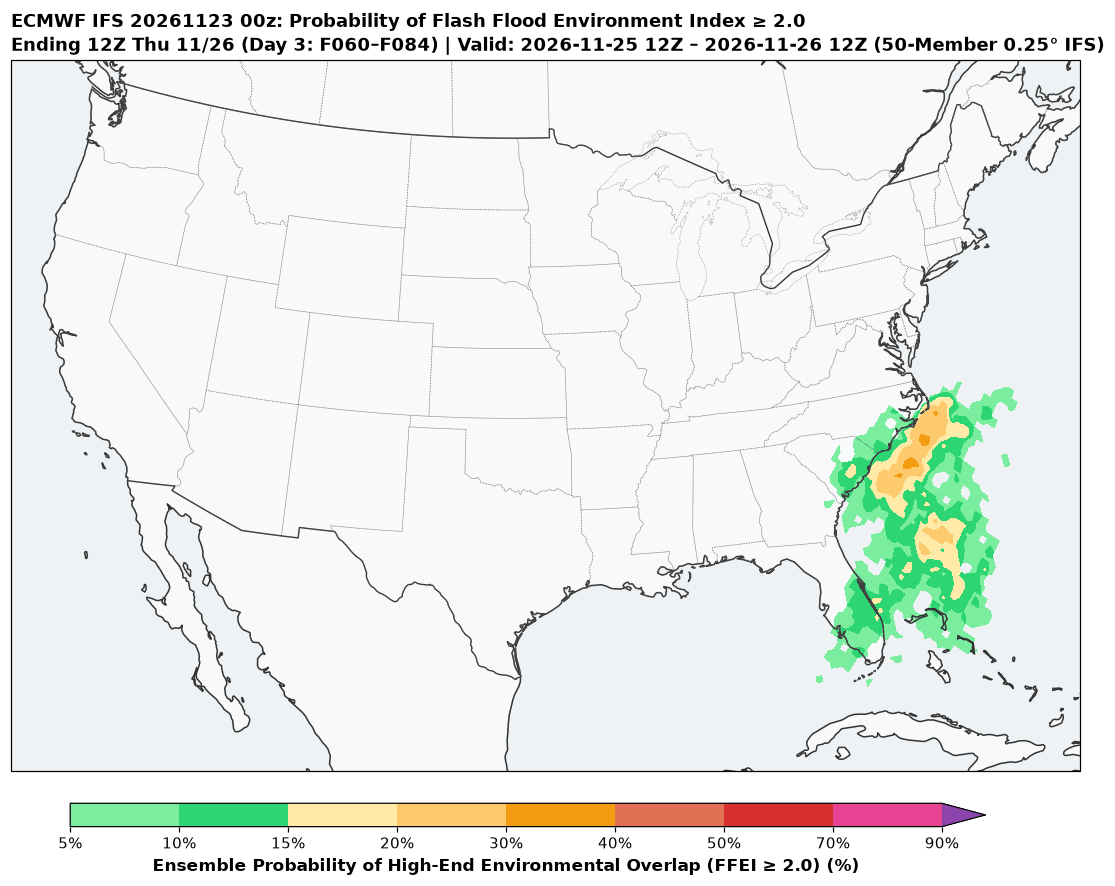 ECMWF IFS 20261123 00z: Probability of Flash Flood Environment Index ≥ 2.0
Ending 12Z Thu 11/26 (Day 3: F060–F084) | Valid: 2026-11-25 12Z – 2026-11-26 12Z (50-Member 0.25° IFS)
5% 10% 15% 20% 30% 40% 50% 70% 90%
Ensemble Probability of High-End Environmental Overlap (FFEI ≥ 2.0) (%)